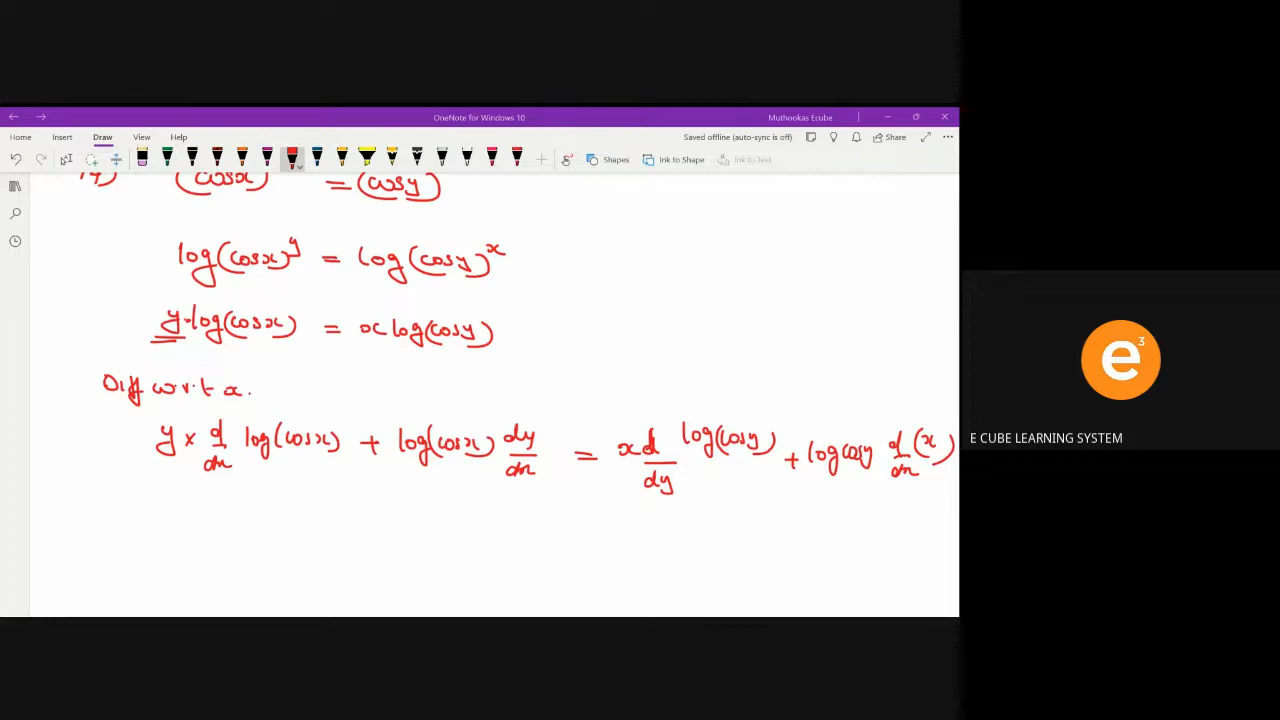 OneNote for Windows 10
Muthookas Ecube
Home Insert Draw View Help
Saved offline (auto-sync is off) Share
Shapes Ink to Shape Ink to Text
(cosx) = (cosy)
log(cosx)^y = log(cosy)^x
y·log(cosx) = x log(cosy)
Diff w.r.t x.
y × d/dx log(cosx) + log(cosx) dy/dx = x d/dy log(cosy) + log cosy d/dx (x)
e³
E CUBE LEARNING SYSTEM